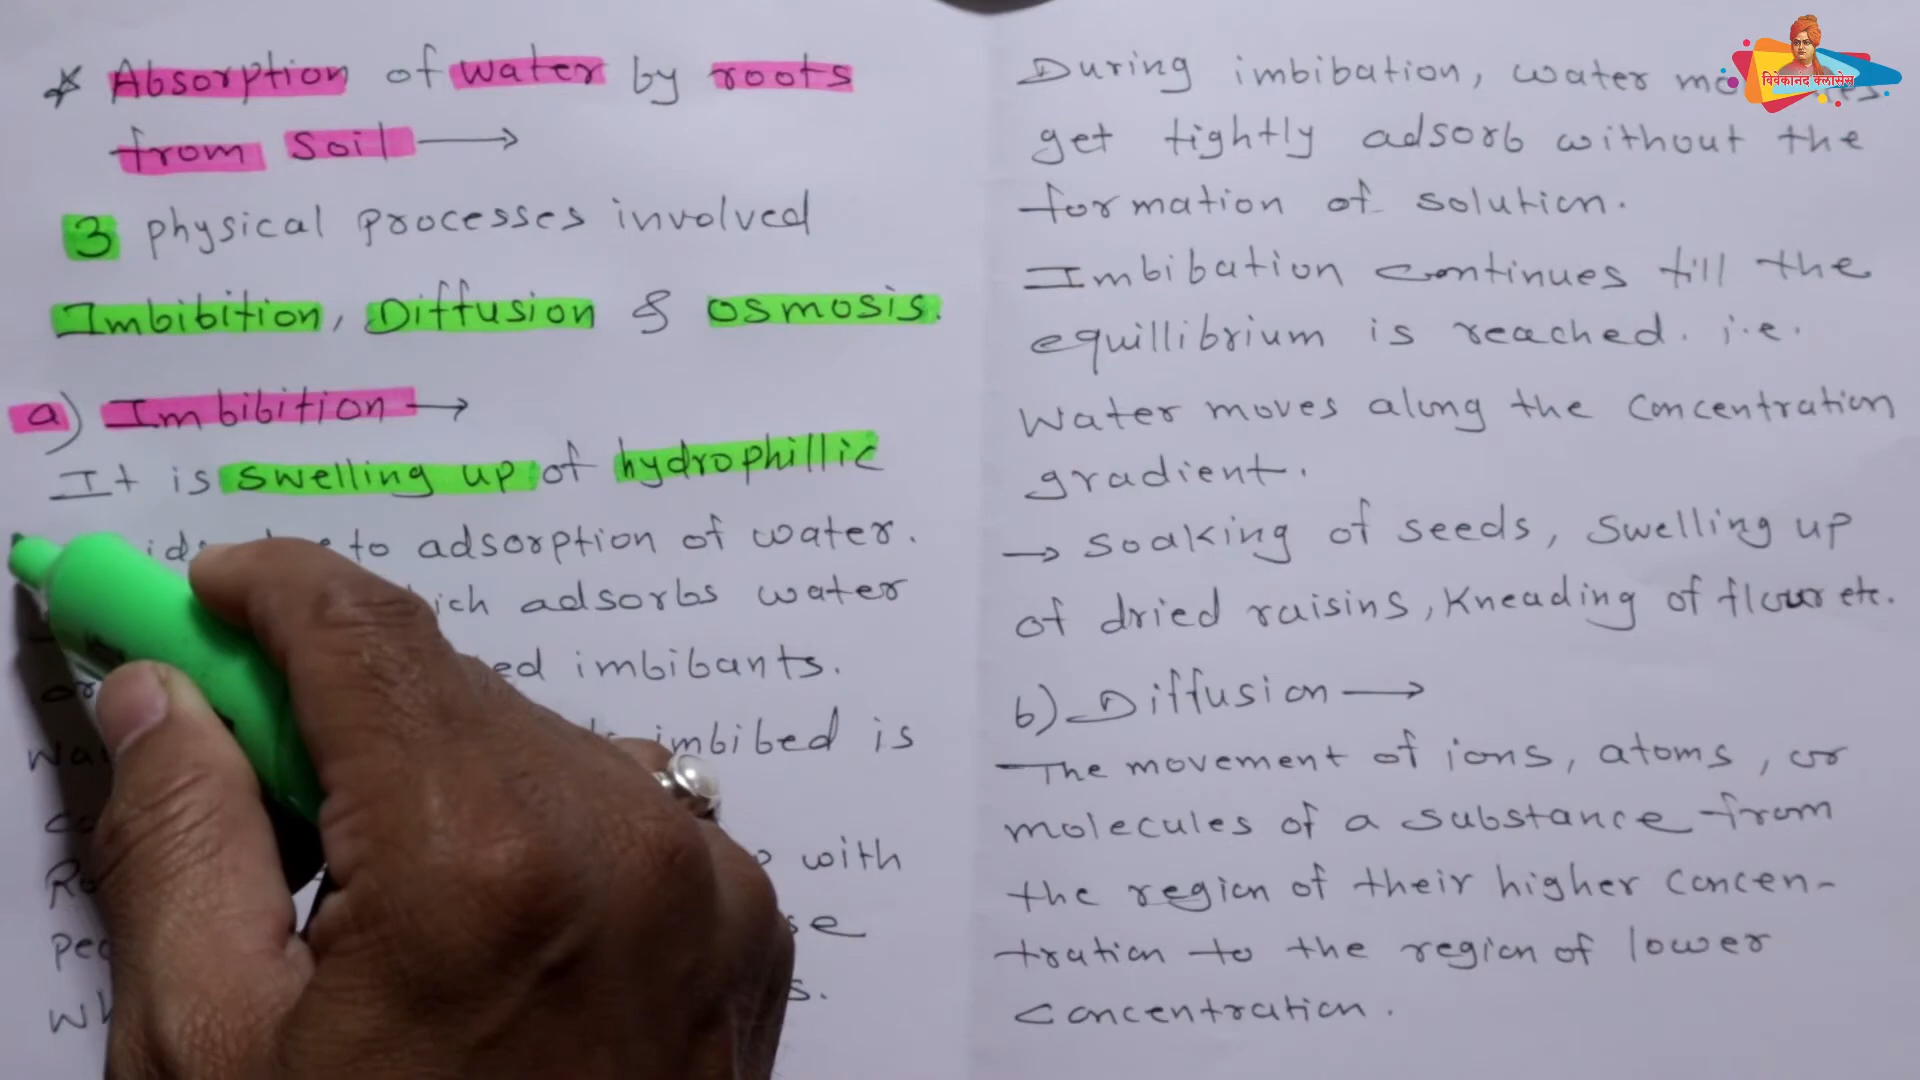 Absorption of water by roots
from soil →
3 physical processes involved
Imbibition, Diffusion & osmosis.
a) Imbibition →
It is swelling up of hydrophillic
to adsorption of water.
adsorbs water
imbibants.
imbibed is
with
During imbibation, water
get tightly adsorb without the
formation of solution.
Imbibation continues till the
equillibrium is reached. i.e.
Water moves along the concentration
gradient.
→ Soaking of seeds, swelling up
of dried raisins, Kneading of flour etc.
b) Diffusion →
The movement of ions, atoms, or
molecules of a substance from
the region of their higher concen-
tration to the region of lower
concentration.
विवेकानंद क्लासेस